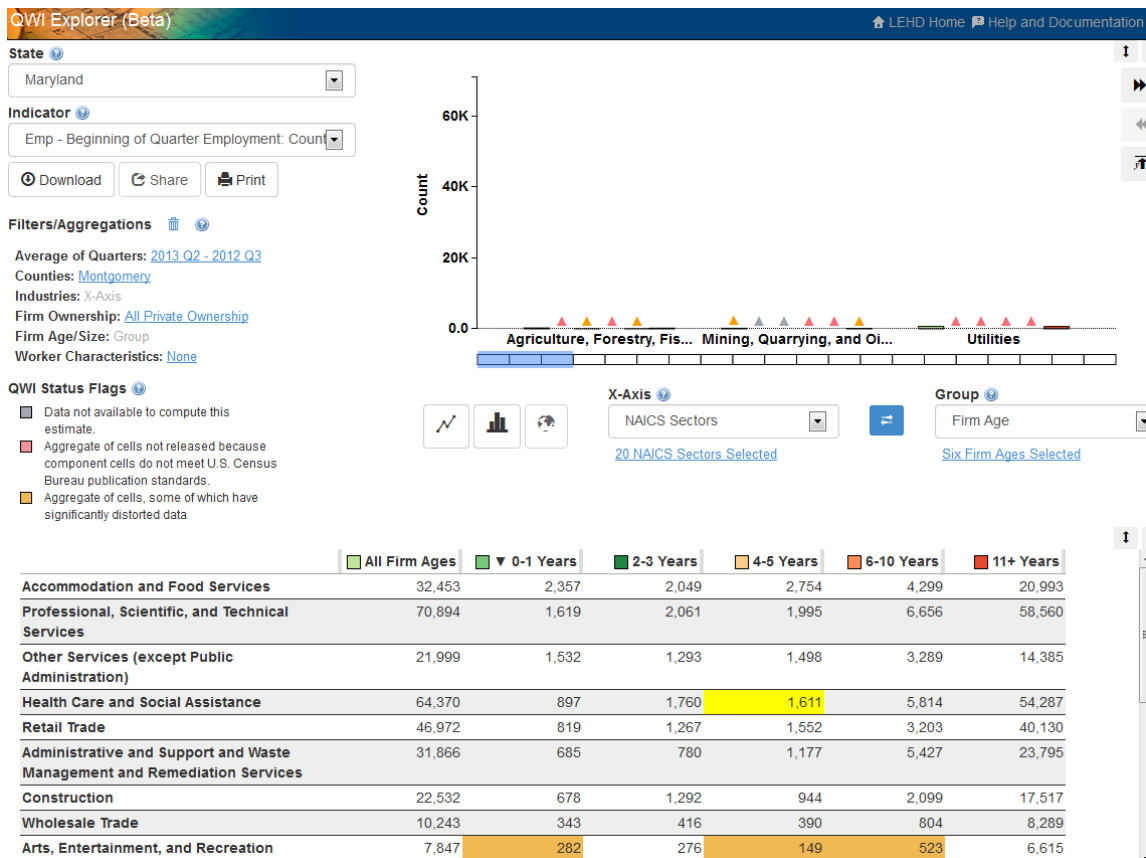 QWI Explorer (Beta)
LEHD Home Help and Documentation
State
Maryland
Indicator
Emp - Beginning of Quarter Employment: Count
Download Share Print
Filters/Aggregations
Average of Quarters: 2013 Q2 - 2012 Q3
Counties: Montgomery
Industries: X-Axis
Firm Ownership: All Private Ownership
Firm Age/Size: Group
Worker Characteristics: None
QWI Status Flags
Data not available to compute this
estimate.
Aggregate of cells not released because
component cells do not meet U.S. Census
Bureau publication standards.
Aggregate of cells, some of which have
significantly distorted data
Count
60K
40K
20K
0.0
Agriculture, Forestry, Fis... Mining, Quarrying, and Oi... Utilities
X-Axis Group
NAICS Sectors Firm Age
20 NAICS Sectors Selected Six Firm Ages Selected
All Firm Ages ▼ 0-1 Years 2-3 Years 4-5 Years 6-10 Years 11+ Years
Accommodation and Food Services 32,453 2,357 2,049 2,754 4,299 20,993
Professional, Scientific, and Technical 70,894 1,619 2,061 1,995 6,656 58,560
Services
Other Services (except Public 21,999 1,532 1,293 1,498 3,289 14,385
Administration)
Health Care and Social Assistance 64,370 897 1,760 1,611 5,814 54,287
Retail Trade 46,972 819 1,267 1,552 3,203 40,130
Administrative and Support and Waste 31,866 685 780 1,177 5,427 23,795
Management and Remediation Services
Construction 22,532 678 1,292 944 2,099 17,517
Wholesale Trade 10,243 343 416 390 804 8,289
Arts, Entertainment, and Recreation 7,847 282 276 149 523 6,615